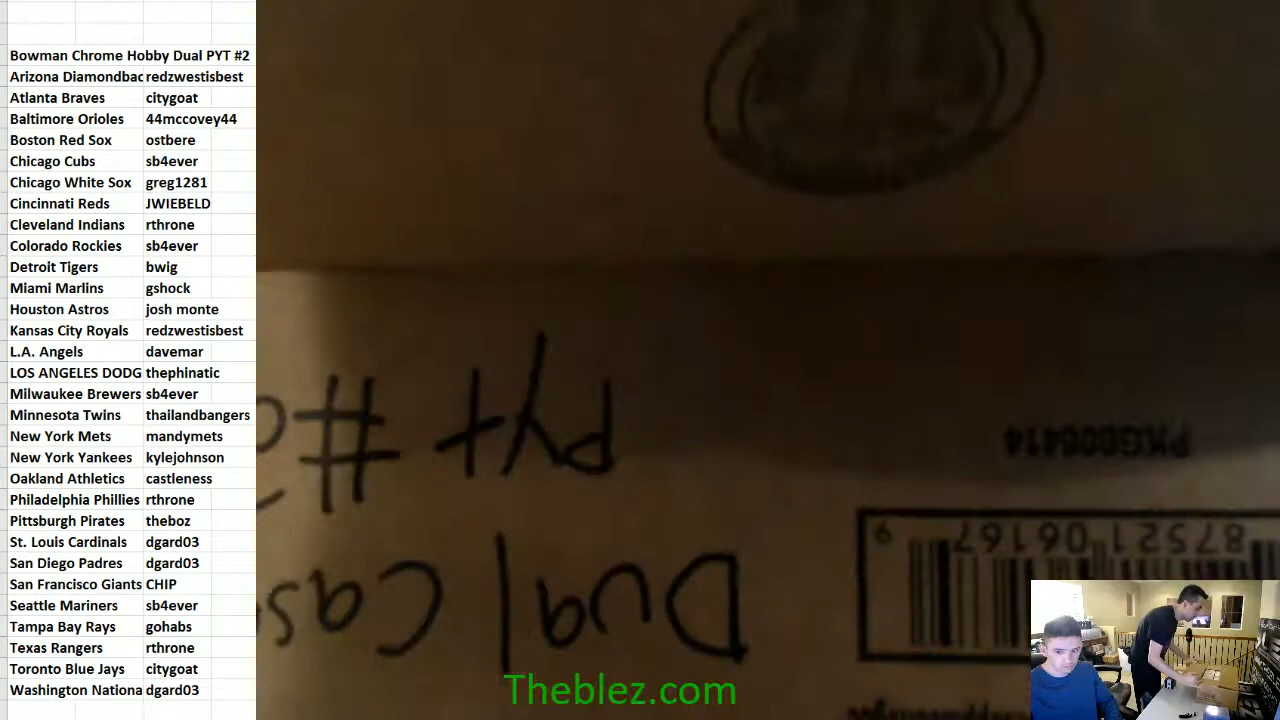 Bowman Chrome Hobby Dual PYT #2
Arizona Diamondbac redzwestisbest
Atlanta Braves citygoat
Baltimore Orioles 44mccovey44
Boston Red Sox ostbere
Chicago Cubs sb4ever
Chicago White Sox greg1281
Cincinnati Reds JWIEBELD
Cleveland Indians rthrone
Colorado Rockies sb4ever
Detroit Tigers bwig
Miami Marlins gshock
Houston Astros josh monte
Kansas City Royals redzwestisbest
L.A. Angels davemar
LOS ANGELES DODG thephinatic
Milwaukee Brewers sb4ever
Minnesota Twins thailandbangers
New York Mets mandymets
New York Yankees kylejohnson
Oakland Athletics castleness
Philadelphia Phillies rthrone
Pittsburgh Pirates theboz
St. Louis Cardinals dgard03
San Diego Padres dgard03
San Francisco Giants CHIP
Seattle Mariners sb4ever
Tampa Bay Rays gohabs
Texas Rangers rthrone
Toronto Blue Jays citygoat
Washington Nationa dgard03
Dual Cas
Pyt #
87521 06167 9
PKG006414
Theblez.com